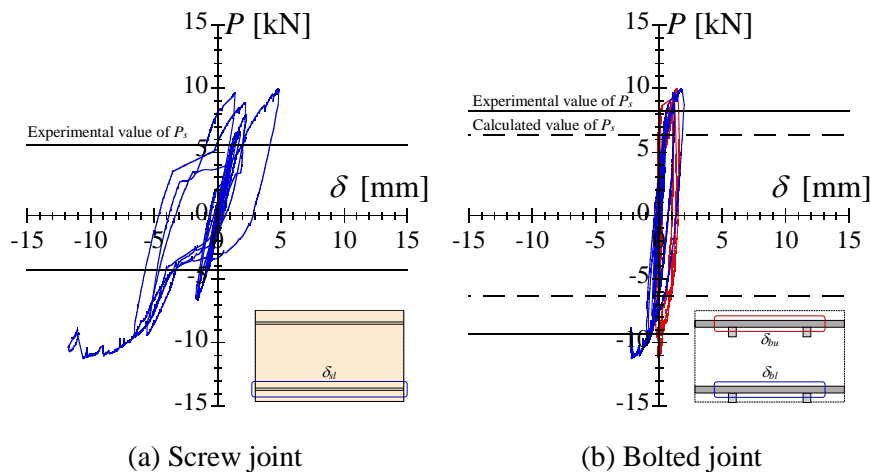 15
P [kN]
10
Experimental value of Pₛ
5
δ [mm]
0
-15 -10 -5 0 5 10 15
-5
-10
δsl
-15
(a) Screw joint
15
P [kN]
10
Experimental value of Pₛ
Calculated value of Pₛ
5
δ [mm]
0
-15 -10 -5 0 5 10 15
-5
-10
δbu
δbl
-15
(b) Bolted joint